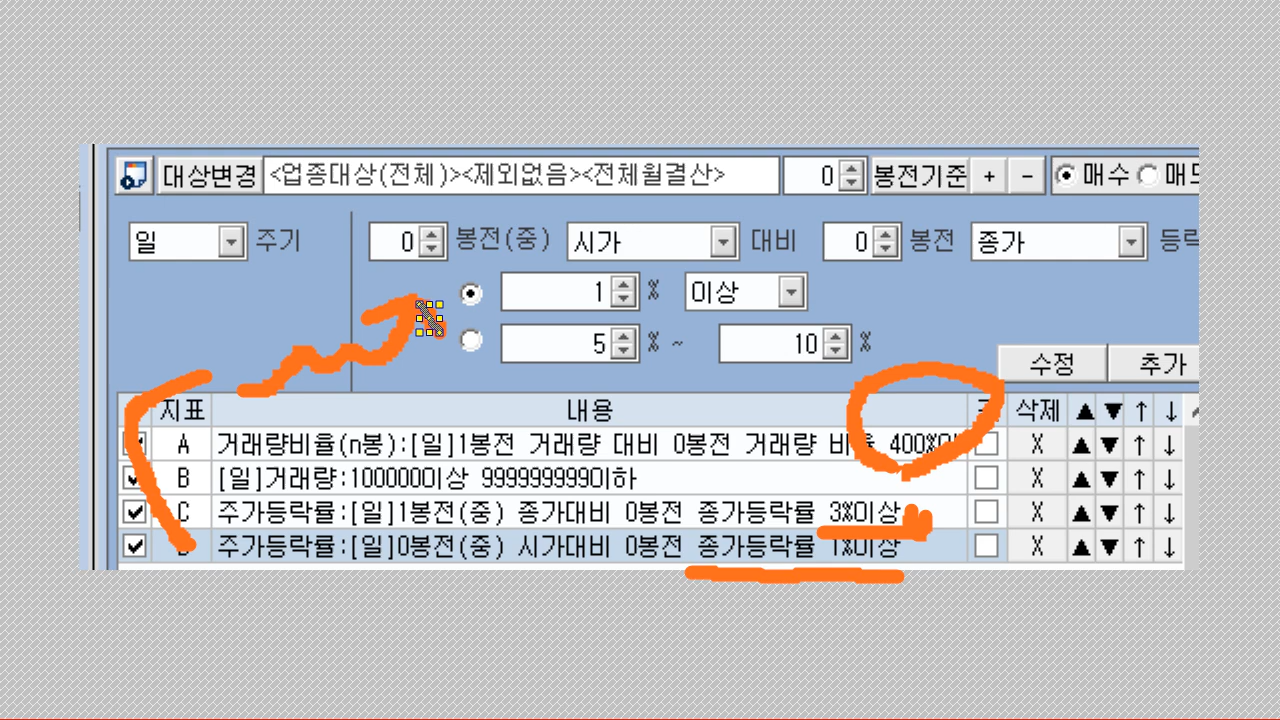 대상변경 <업종대상(전체)><제외없음><전체월결산> 0 봉전기준 + - 매수 매도
일 주기 0 봉전(중) 시가 대비 0 봉전 종가 등락
1 % 이상
5 % ~ 10 %
수정 추가
지표 내용 삭제 ▲ ▼ ↑ ↓
A 거래량비율(n봉):[일]1봉전 거래량 대비 0봉전 거래량 비율 400% X ▲ ▼ ↑ ↓
B [일]거래량:1000000이상 9999999999이하 X ▲ ▼ ↑ ↓
C 주가등락률:[일]1봉전(중) 종가대비 0봉전 종가등락률 3%이상 X ▲ ▼ ↑ ↓
D 주가등락률:[일]0봉전(중) 시가대비 0봉전 종가등락률 1%이상 X ▲ ▼ ↑ ↓